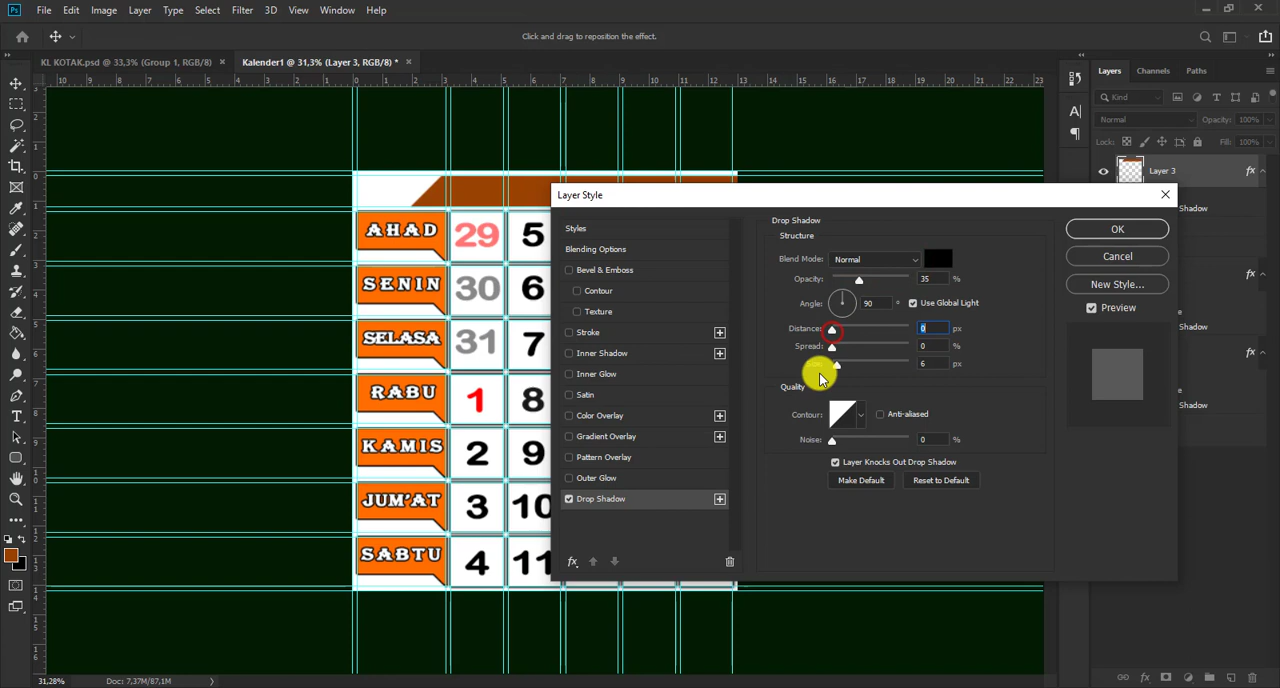 Ps File Edit Image Layer Type Select Filter 3D View Window Help
Click and drag to reposition the effect.
KL KOTAK.psd @ 33,3% (Group 1, RGB/8) × Kalender1 @ 31,3% (Layer 3, RGB/8) * ×
Layers Channels Paths
Kind
Normal Opacity: 100%
Lock: Fill: 100%
Layer 3 fx
Layer Style
Drop Shadow
Structure
Styles
Blending Options
Bevel & Emboss
Contour
Texture
Stroke
Inner Shadow
Inner Glow
Satin
Color Overlay
Gradient Overlay
Pattern Overlay
Outer Glow
Drop Shadow
fx
Blend Mode: Normal
Opacity: 35 %
Angle: 90 ° Use Global Light
Distance: 0 px
Spread: 0 %
6 px
Quality
Contour: Anti-aliased
Noise: 0 %
Layer Knocks Out Drop Shadow
Make Default Reset to Default
OK
Cancel
New Style...
Preview
AHAD 29 5
SENIN 30 6
SELASA 31 7
RABU 1 8
KAMIS 2 9
JUM'AT 3 10
SABTU 4 11
Shadow
fx
Shadow
fx
Shadow
31,28% Doc: 7,37M/87,1M